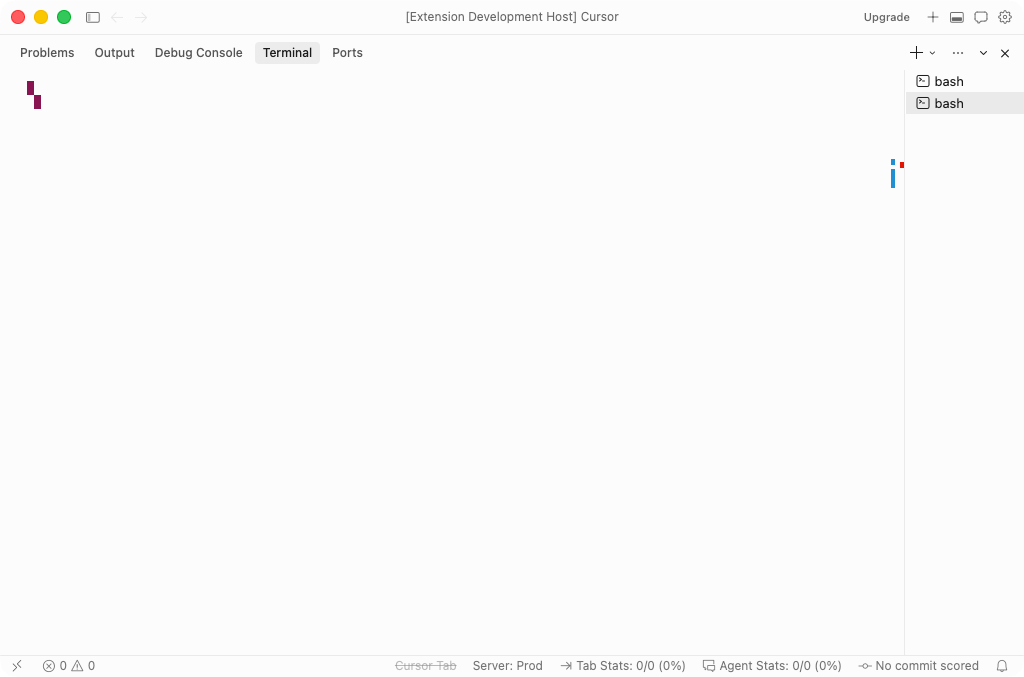 [Extension Development Host] Cursor
Upgrade
Problems
Output
Debug Console
Terminal
Ports
bash
bash
0
0
Cursor Tab
Server: Prod
Tab Stats: 0/0 (0%)
Agent Stats: 0/0 (0%)
No commit scored